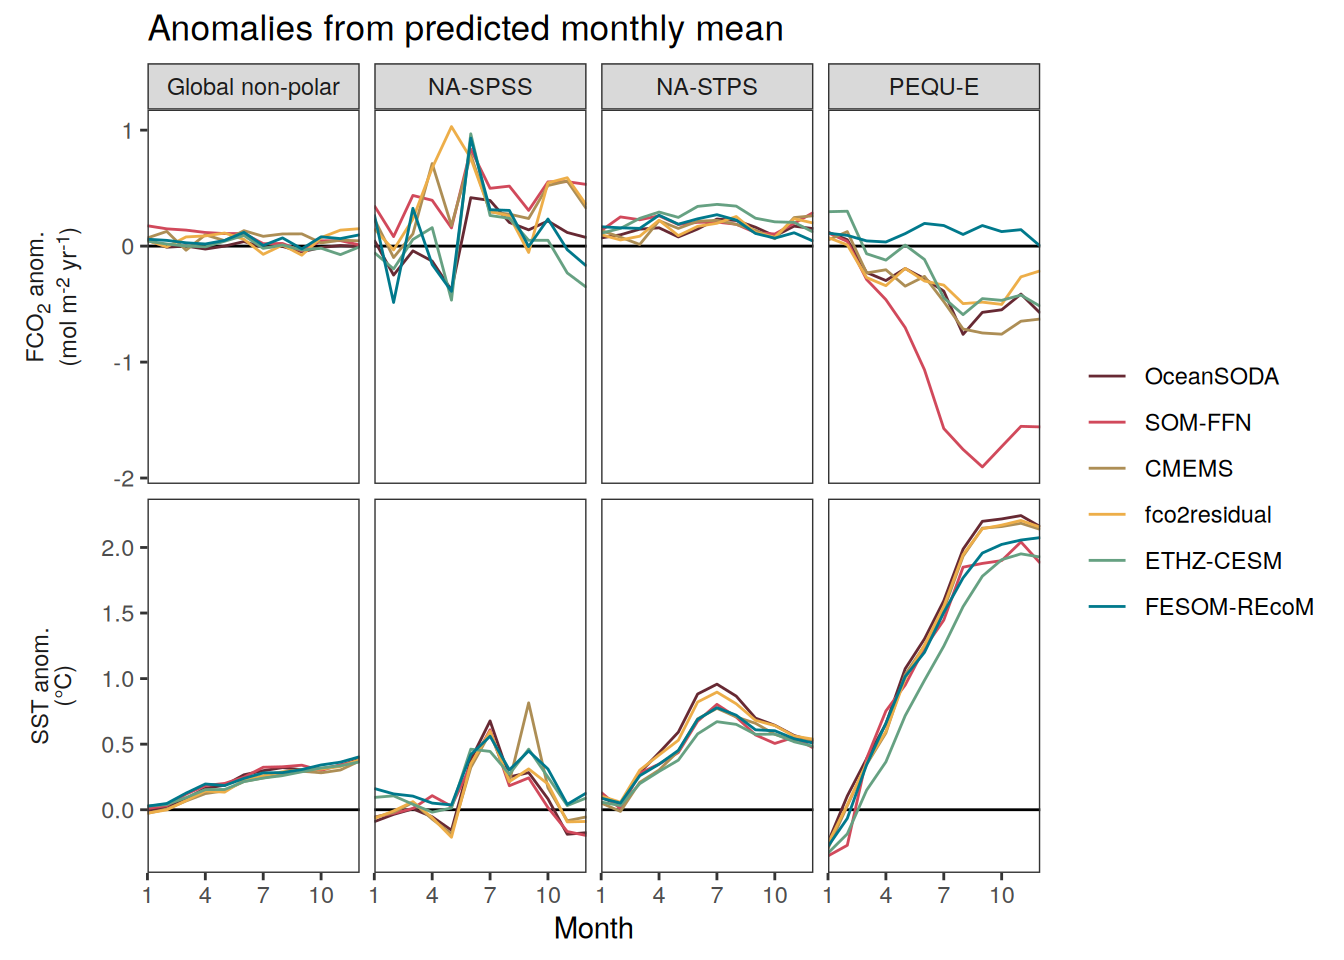 Anomalies from predicted monthly mean
Global non-polar
NA-SPSS
NA-STPS
PEQU-E
FCO₂ anom.
(mol m⁻² yr⁻¹)
1
0
-1
-2
SST anom.
(°C)
2.0
1.5
1.0
0.5
0.0
1 4 7 10
1 4 7 10
1 4 7 10
1 4 7 10
Month
OceanSODA
SOM-FFN
CMEMS
fco2residual
ETHZ-CESM
FESOM-REcoM